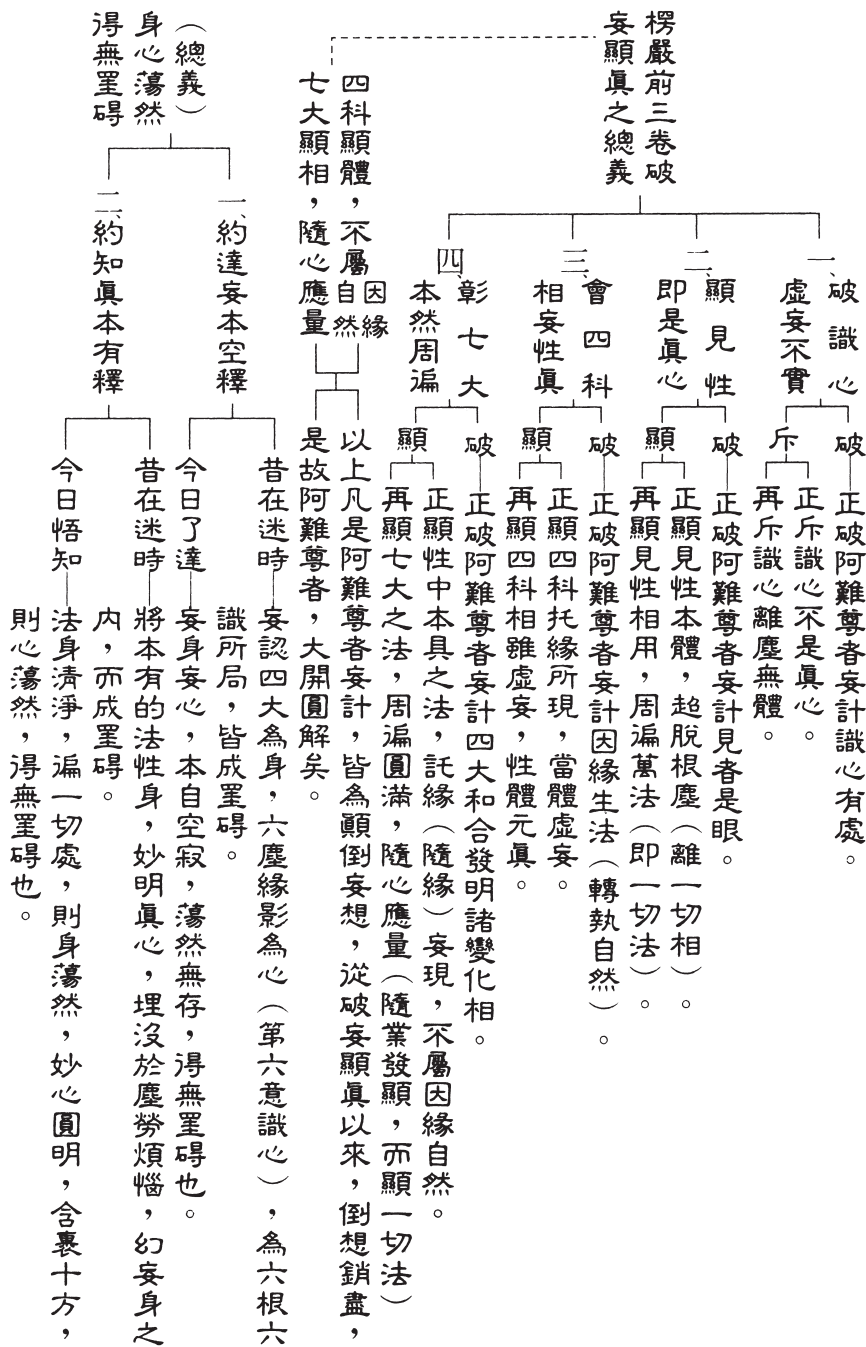 楞嚴前三卷破
妄顯真之總義
一、破識心
虛妄不實
破
正破阿難尊者妄計識心有處。
斥
正斥識心不是真心。
再斥識心離塵無體。
二、顯見性
即是真心
破
正破阿難尊者妄計見者是眼。
顯
正顯見性本體，超脫根塵（離一切相）。
再顯見性相用，周遍萬法（即一切法）。
三、會四科
相妄性真
破
正破阿難尊者妄計因緣生法（轉執自然）。
顯
正顯四科托緣所現，當體虛妄。
再顯四科相雖虛妄，性體元真。
四、彰七大
本然周遍
破
正破阿難尊者妄計四大和合發明諸變化相。
顯
正顯性中本具之法，託緣（隨緣）妄現，不屬因緣自然。
再顯七大之法，周遍圓滿，隨心應量（隨業發顯，而顯一切法）
四科顯體，不屬因緣自然
七大顯相，隨心應量
以上凡是阿難尊者妄計，皆為顛倒妄想，從破妄顯真以來，倒想銷盡，
是故阿難尊者，大開圓解矣。
（總義）
身心蕩然
得無罣碍
一、約達妄本空釋
昔在迷時
妄認四大為身，六塵緣影為心（第六意識心），為六根六
識所局，皆成罣碍。
今日了達
妄身妄心，本自空寂，蕩然無存，得無罣碍也。
二、約知真本有釋
昔在迷時
將本有的法性身，妙明真心，埋沒於塵勞煩惱，幻妄身之
內，而成罣碍。
今日悟知
法身清淨，遍一切處，則身蕩然，妙心圓明，含裹十方，
則心蕩然，得無罣碍也。